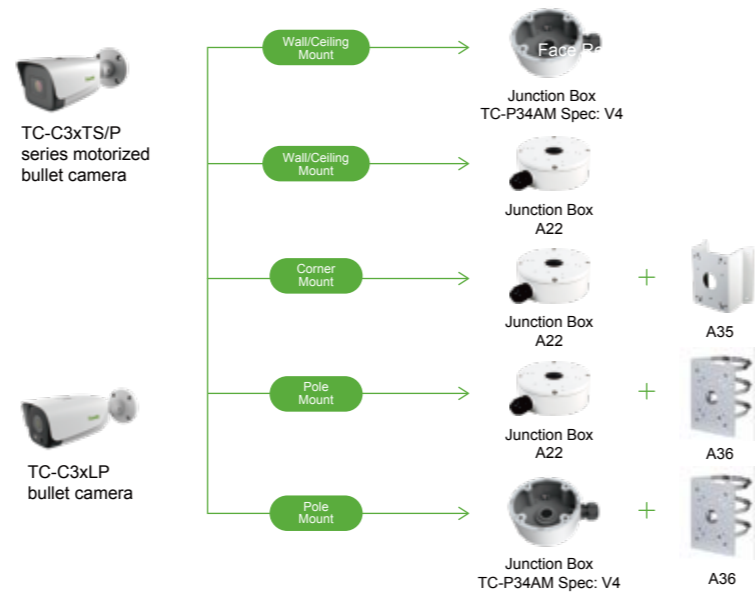 Wall/Ceiling
Mount
Face Re
Junction Box
TC-P34AM Spec: V4
TC-C3xTS/P
series motorized
bullet camera
Wall/Ceiling
Mount
Junction Box
A22
Corner
Mount
+
Junction Box
A22
A35
Pole
Mount
+
Junction Box
A22
A36
TC-C3xLP
bullet camera
Pole
Mount
+
Junction Box
TC-P34AM Spec: V4
A36